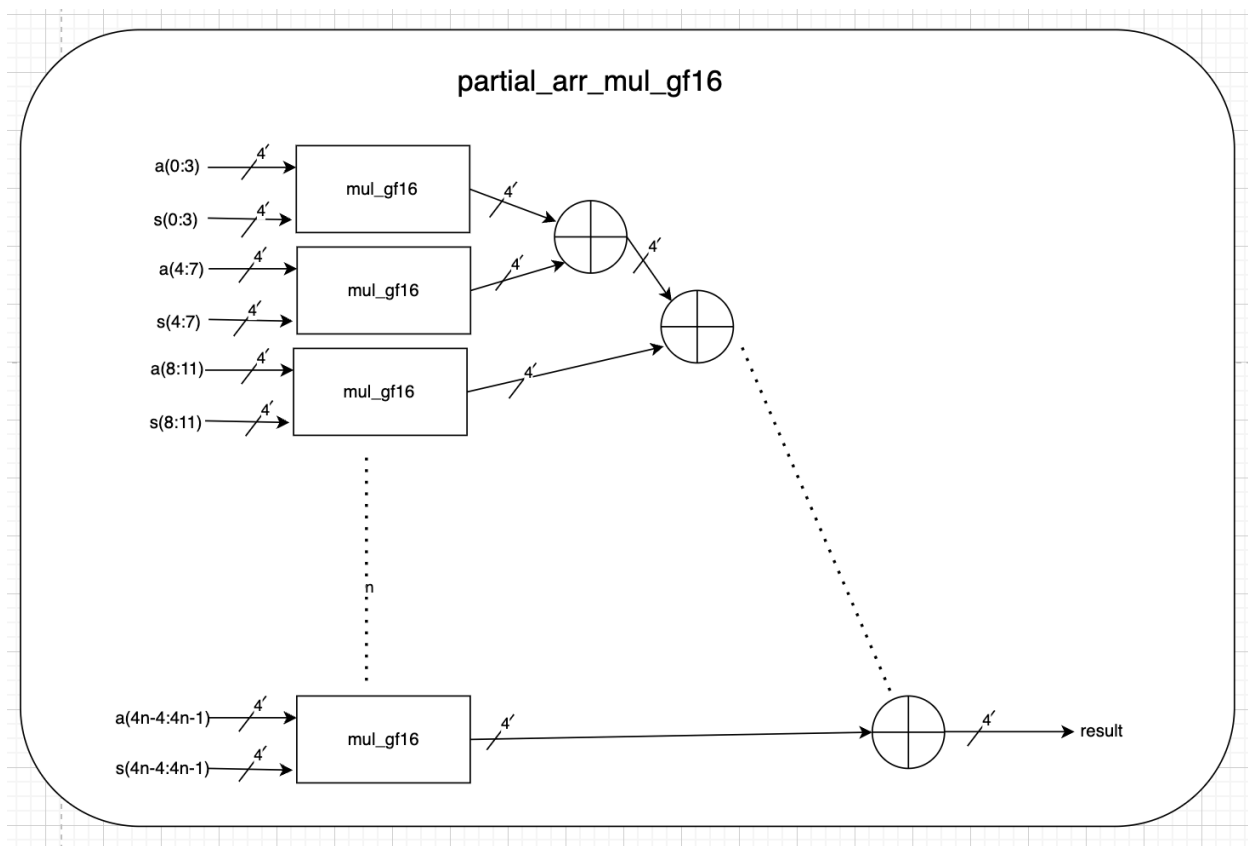 partial_arr_mul_gf16
a(0:3)
4′
mul_gf16
4′
s(0:3)
4′
4′
a(4:7)
4′
mul_gf16
4′
s(4:7)
4′
a(8:11)
4′
mul_gf16
4′
s(8:11)
4′
n
a(4n-4:4n-1)
4′
mul_gf16
4′
4′
result
s(4n-4:4n-1)
4′